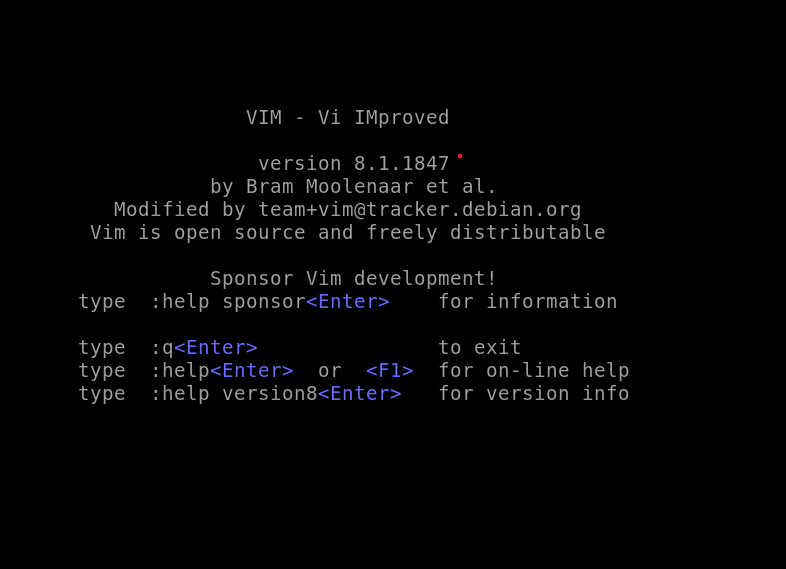 VIM - Vi IMproved
version 8.1.1847
by Bram Moolenaar et al.
Modified by team+vim@tracker.debian.org
Vim is open source and freely distributable
Sponsor Vim development!
type  :help sponsor<Enter>    for information
type  :q<Enter>               to exit
type  :help<Enter>  or  <F1>  for on-line help
type  :help version8<Enter>   for version info